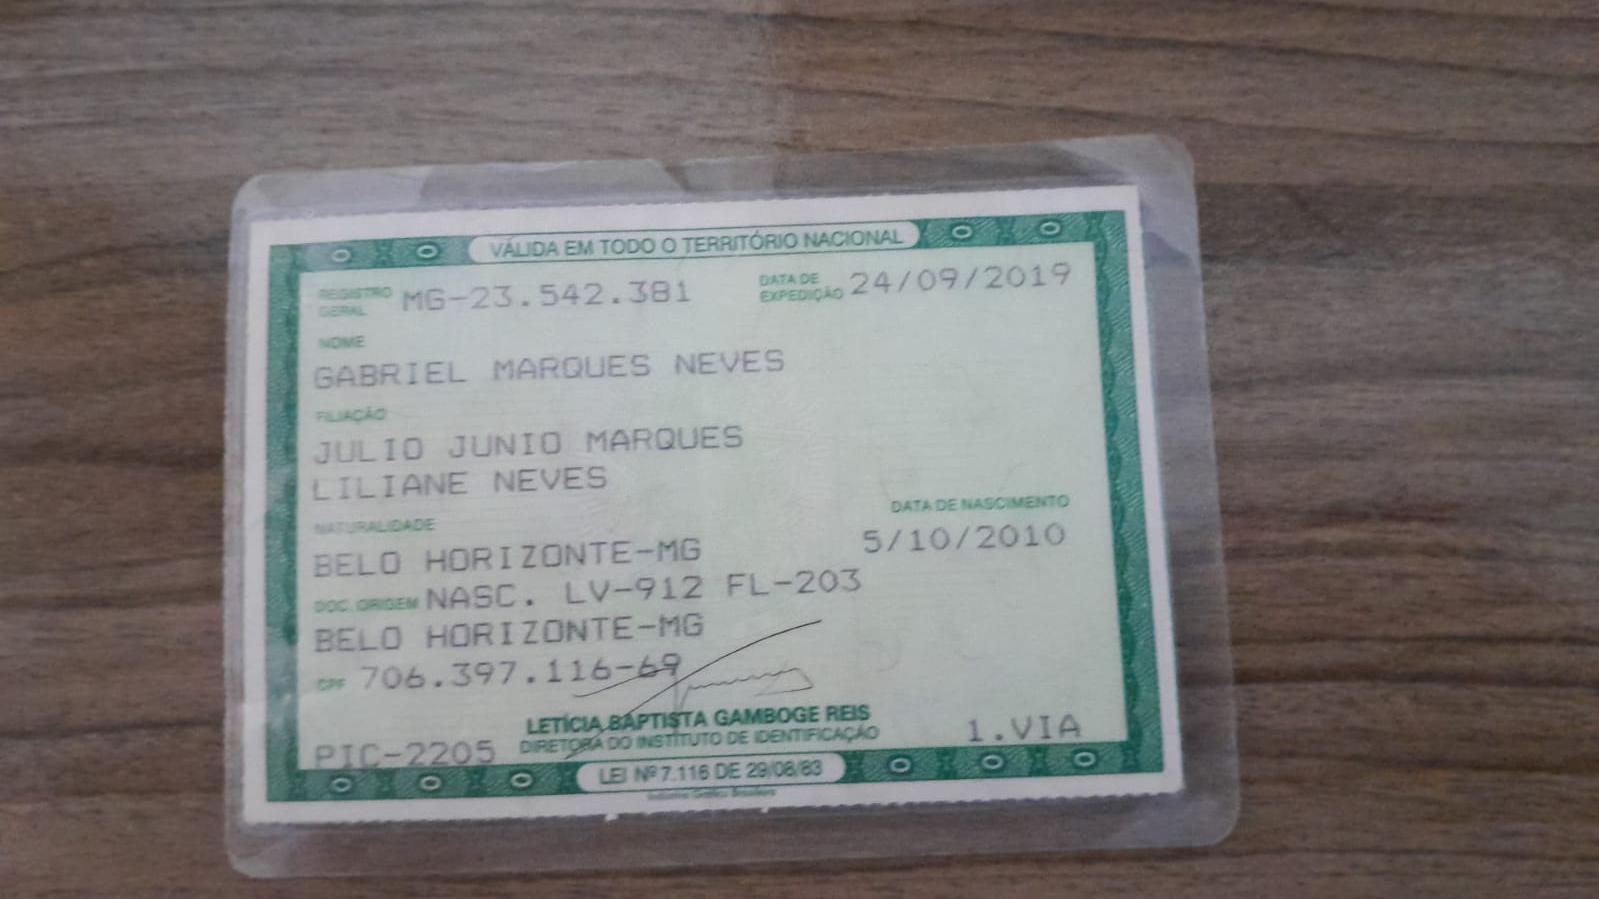 VÁLIDA EM TODO O TERRITÓRIO NACIONAL
REGISTRO GERAL MG-23.542.381 DATA DE EXPEDIÇÃO 24/09/2019
NOME
GABRIEL MARQUES NEVES
FILIAÇÃO
JULIO JUNIO MARQUES
LILIANE NEVES
NATURALIDADE DATA DE NASCIMENTO
BELO HORIZONTE-MG 5/10/2010
DOC. ORIGEM NASC. LV-912 FL-203
BELO HORIZONTE-MG
CPF 706.397.116-69
LETÍCIA BAPTISTA GAMBOGE REIS
PIC-2205 DIRETORA DO INSTITUTO DE IDENTIFICAÇÃO 1.VIA
LEI Nº 7.116 DE 29/08/83